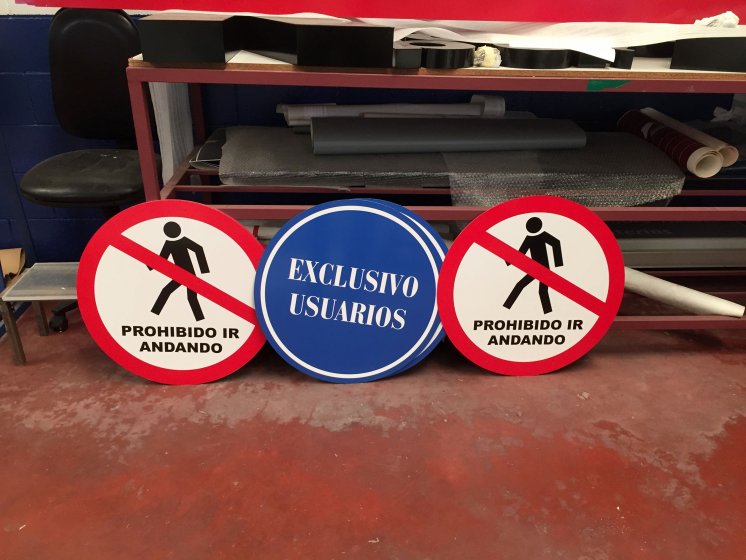 PROHIBIDO IR
ANDANDO
EXCLUSIVO
USUARIOS
PROHIBIDO IR
ANDANDO